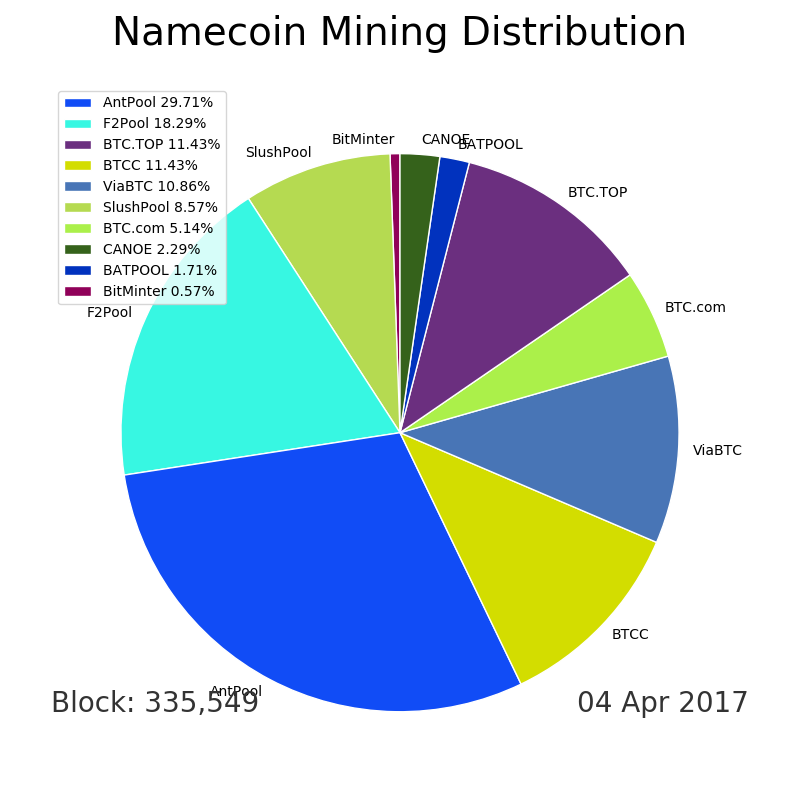 Namecoin Mining Distribution
AntPool 29.71%
F2Pool 18.29%
BTC.TOP 11.43%
BTCC 11.43%
ViaBTC 10.86%
SlushPool 8.57%
BTC.com 5.14%
CANOE 2.29%
BATPOOL 1.71%
BitMinter 0.57%
BitMinter
CANOE
BATPOOL
SlushPool
BTC.TOP
BTC.com
F2Pool
ViaBTC
BTCC
AntPool
Block: 335,549
04 Apr 2017